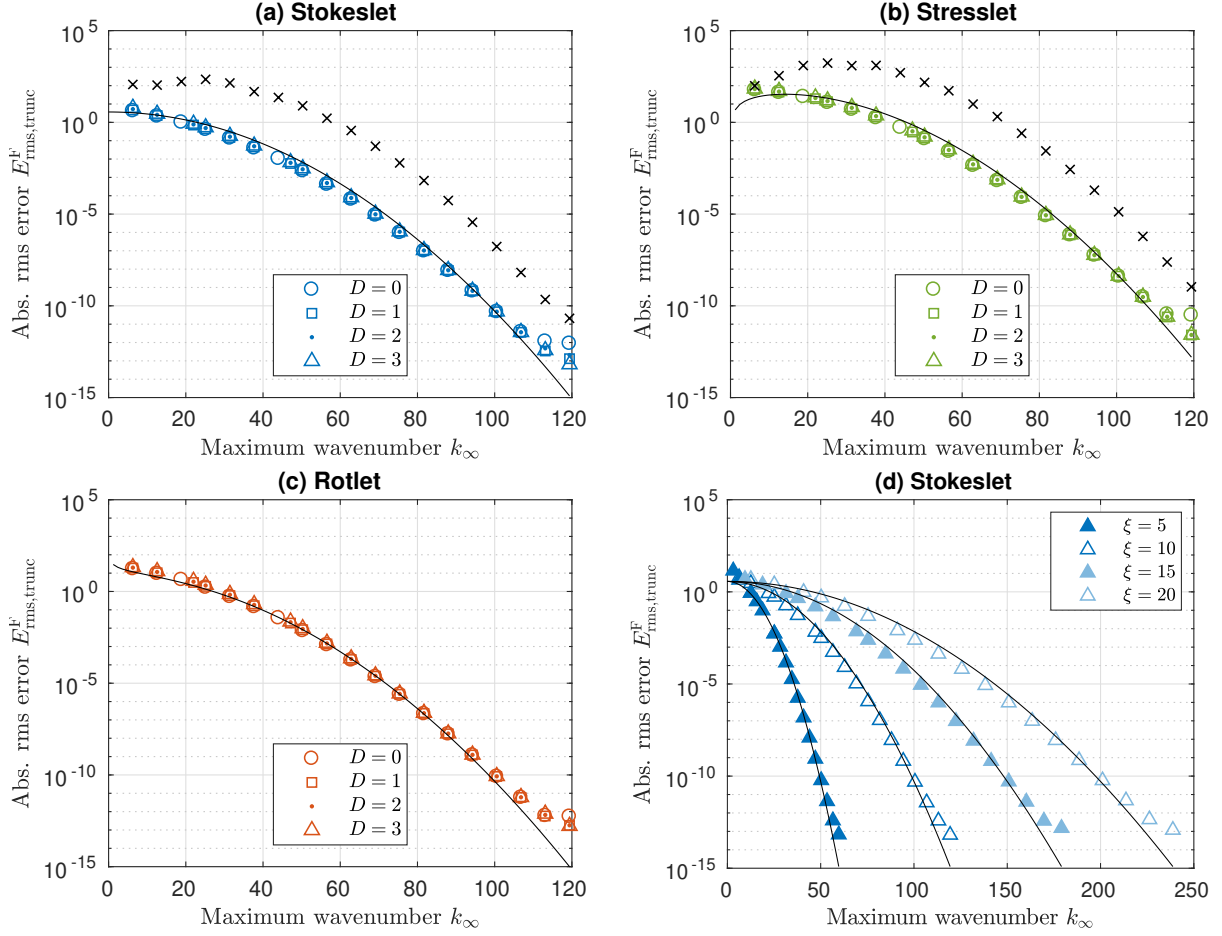 (a) Stokeslet
Abs. rms error E^F_rms,trunc
10^5
10^0
10^-5
10^-10
10^-15
D = 0
D = 1
D = 2
D = 3
0 20 40 60 80 100 120
Maximum wavenumber k_∞
(b) Stresslet
Abs. rms error E^F_rms,trunc
10^5
10^0
10^-5
10^-10
10^-15
D = 0
D = 1
D = 2
D = 3
0 20 40 60 80 100 120
Maximum wavenumber k_∞
(c) Rotlet
Abs. rms error E^F_rms,trunc
10^5
10^0
10^-5
10^-10
10^-15
D = 0
D = 1
D = 2
D = 3
0 20 40 60 80 100 120
Maximum wavenumber k_∞
(d) Stokeslet
Abs. rms error E^F_rms,trunc
10^5
10^0
10^-5
10^-10
10^-15
ξ = 5
ξ = 10
ξ = 15
ξ = 20
0 50 100 150 200 250
Maximum wavenumber k_∞